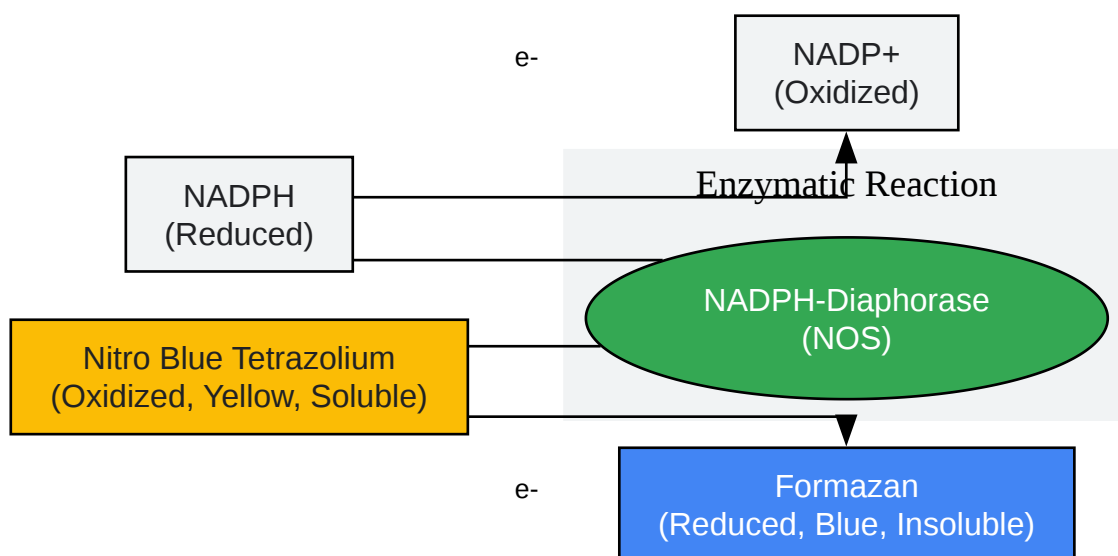 e-
NADP+
(Oxidized)
NADPH
(Reduced)
Enzymatic Reaction
NADPH-Diaphorase
(NOS)
Nitro Blue Tetrazolium
(Oxidized, Yellow, Soluble)
e-
Formazan
(Reduced, Blue, Insoluble)